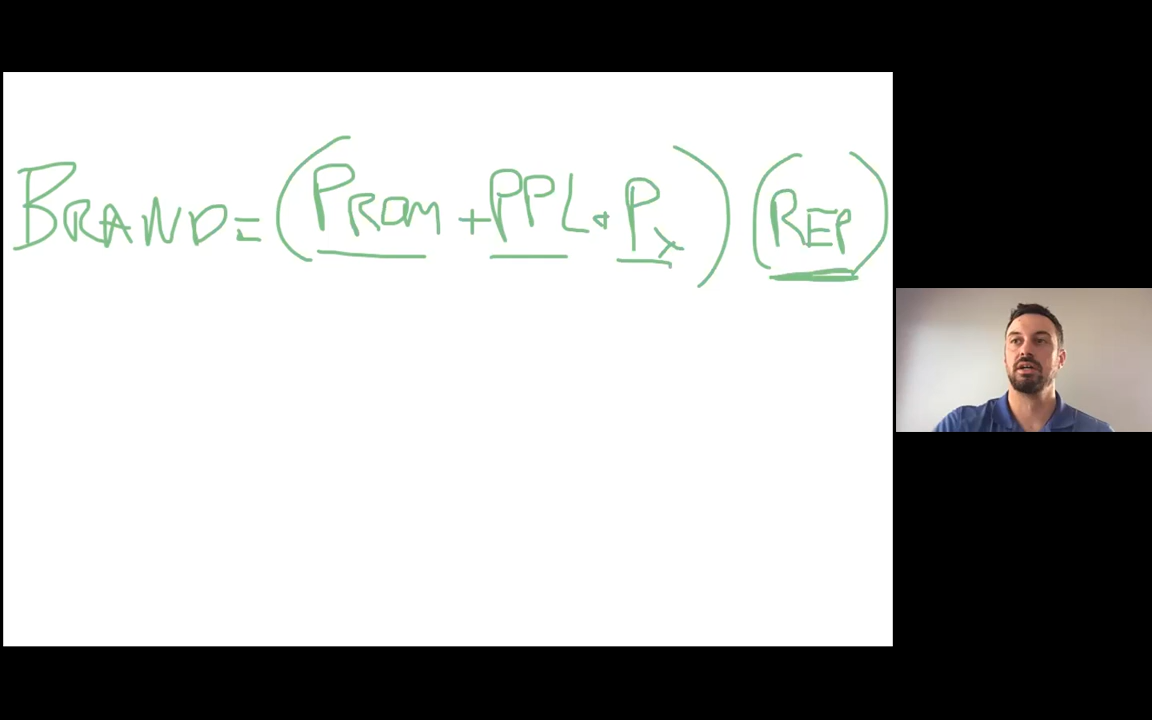 BRAND = (PROM + PPL + Px) (REP)